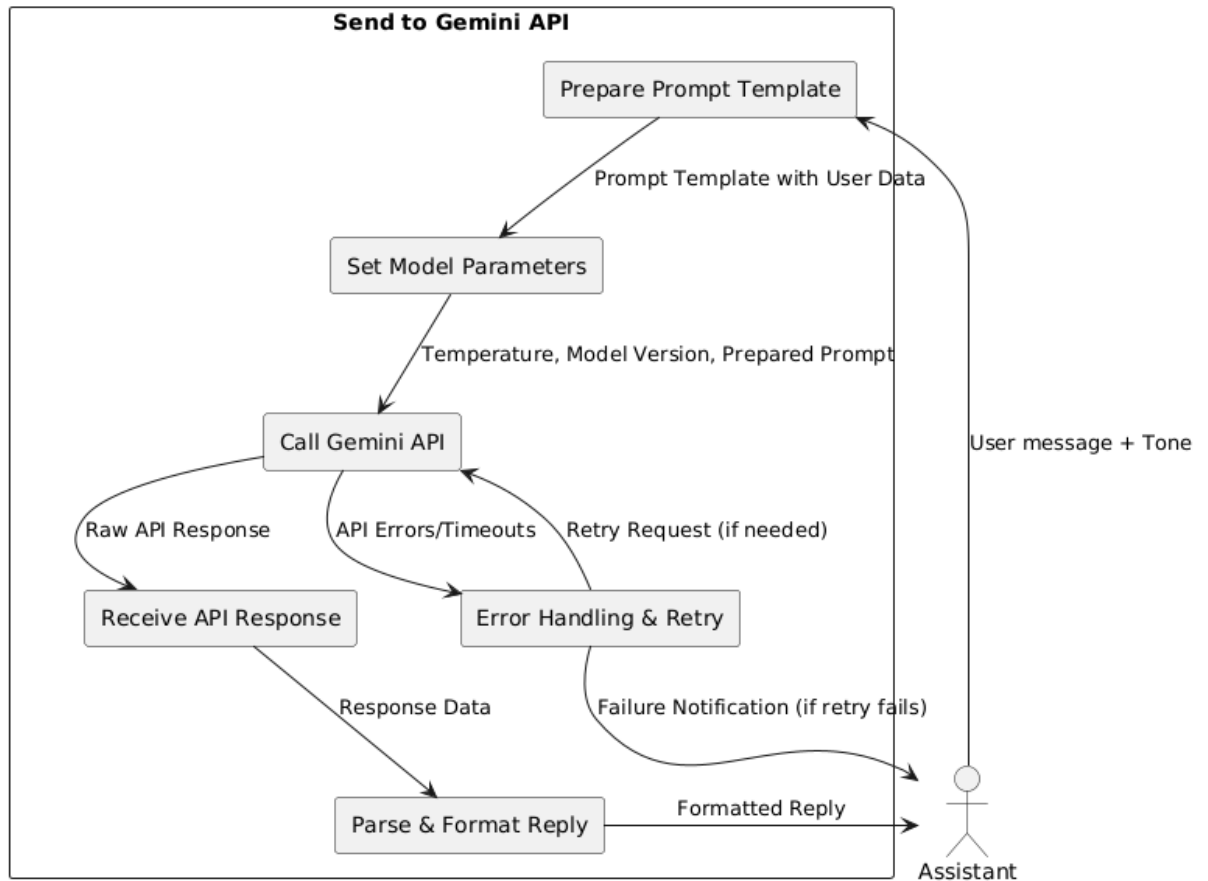 Send to Gemini API
Prepare Prompt Template
Prompt Template with User Data
Set Model Parameters
Temperature, Model Version, Prepared Prompt
Call Gemini API
User message + Tone
Raw API Response
API Errors/Timeouts
Retry Request (if needed)
Receive API Response
Error Handling & Retry
Response Data
Failure Notification (if retry fails)
Parse & Format Reply
Formatted Reply
Assistant